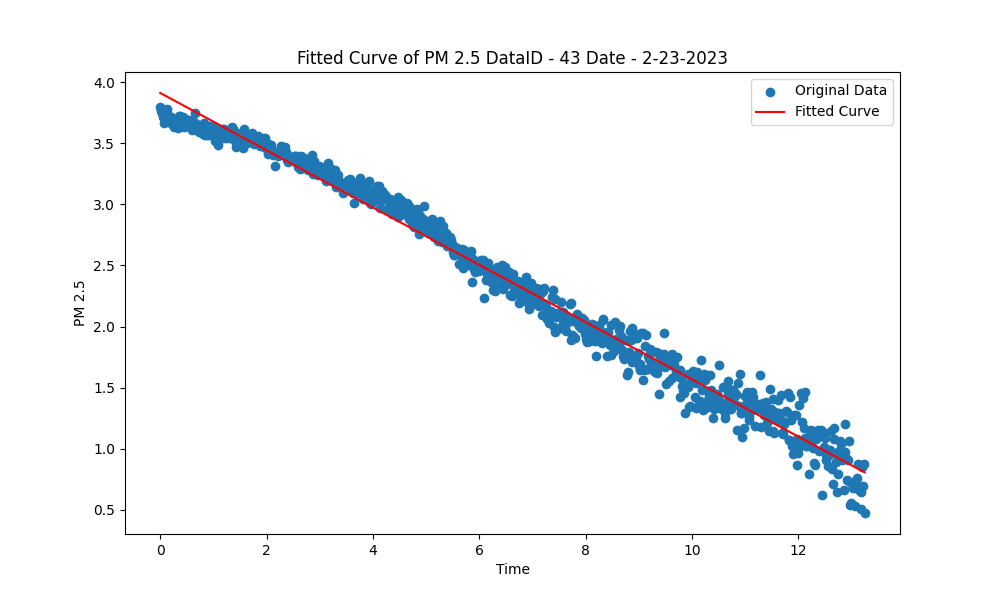 Fitted Curve of PM 2.5 DataID - 43 Date - 2-23-2023
Original Data
Fitted Curve
PM 2.5
4.0
3.5
3.0
2.5
2.0
1.5
1.0
0.5
0 2 4 6 8 10 12
Time